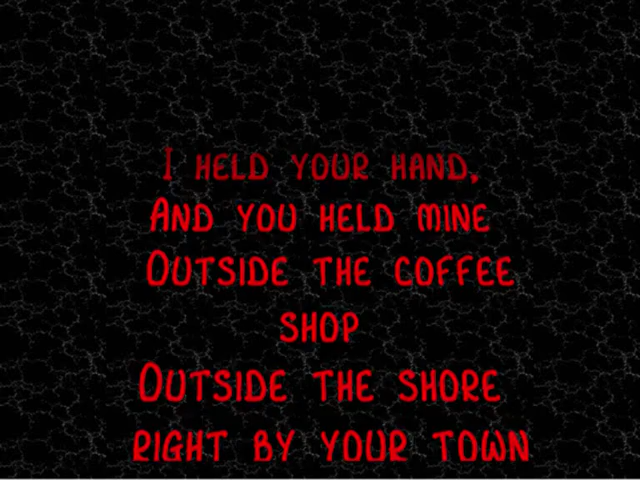 I HELD YOUR HAND,
AND YOU HELD MINE
OUTSIDE THE COFFEE
SHOP
OUTSIDE THE SHORE
RIGHT BY YOUR TOWN